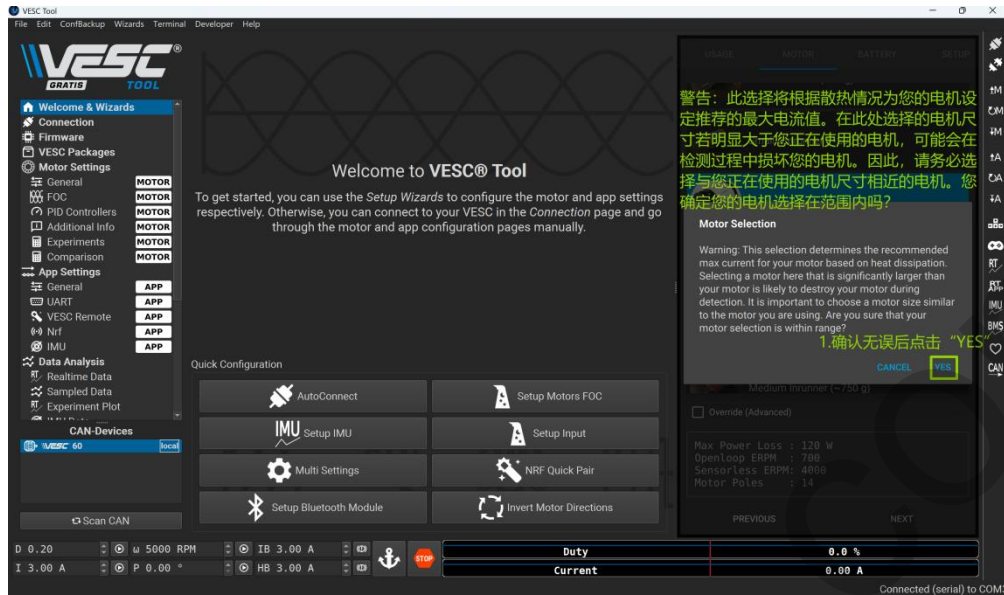 VESC Tool
File Edit ConfBackup Wizards Terminal Developer Help
VESC®
GRATIS TOOL
Welcome & Wizards
Connection
Firmware
VESC Packages
Motor Settings
General MOTOR
FOC MOTOR
PID Controllers MOTOR
Additional Info MOTOR
Experiments MOTOR
Comparison MOTOR
App Settings
General APP
UART APP
VESC Remote APP
Nrf APP
IMU APP
Data Analysis
Realtime Data
Sampled Data
Experiment Plot
CAN-Devices
VESC 60 local
Scan CAN
Welcome to VESC® Tool
To get started, you can use the Setup Wizards to configure the motor and app settings
respectively. Otherwise, you can connect to your VESC in the Connection page and go
through the motor and app configuration pages manually.
Quick Configuration
AutoConnect
Setup Motors FOC
IMU Setup IMU
Setup Input
Multi Settings
NRF Quick Pair
Setup Bluetooth Module
Invert Motor Directions
USAGE MOTOR BATTERY SETUP
警告：此选择将根据散热情况为您的电机设
定推荐的最大电流值。在此处选择的电机尺
寸若明显大于您正在使用的电机，可能会在
检测过程中损坏您的电机。因此，请务必选
择与您正在使用的电机尺寸相近的电机。您
确定您的电机选择在范围内吗？
Motor Selection
Warning: This selection determines the recommended
max current for your motor based on heat dissipation.
Selecting a motor here that is significantly larger than
your motor is likely to destroy your motor during
detection. It is important to choose a motor size similar
to the motor you are using. Are you sure that your
motor selection is within range?
1.确认无误后点击“YES”
CANCEL YES
Medium Inrunner (~750 g)
Override (Advanced)
Max Power Loss : 120 W
Openloop ERPM : 700
Sensorless ERPM: 4000
Motor Poles : 14
PREVIOUS NEXT
D 0.20 ω 5000 RPM IB 3.00 A
I 3.00 A P 0.00 ° HB 3.00 A
STOP
Duty 0.0 %
Current 0.00 A
Connected (serial) to COM